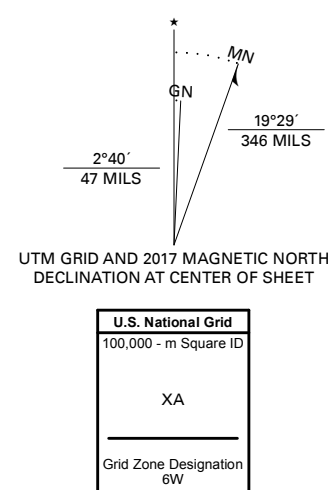 ★
MN
GN
19°29´
346 MILS
2°40´
47 MILS
UTM GRID AND 2017 MAGNETIC NORTH
DECLINATION AT CENTER OF SHEET
U.S. National Grid
100,000 - m Square ID
XA
Grid Zone Designation
6W